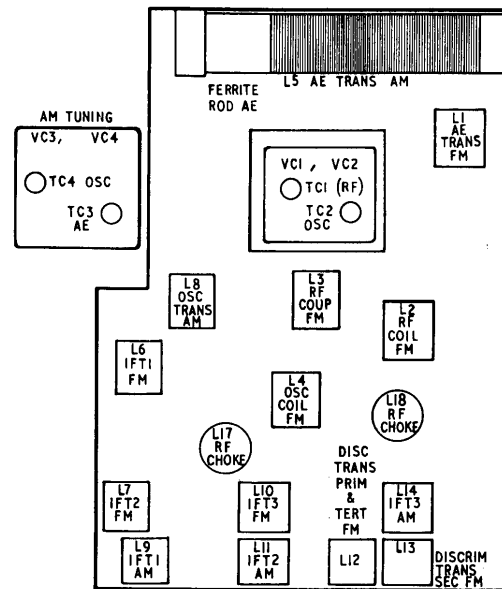 L5 AE TRANS AM
FERRITE
ROD AE
AM TUNING
VC3, VC4
TC4 OSC
TC3
AE
L1
AE
TRANS
FM
VC1, VC2
TC1 (RF)
TC2
OSC
L8
OSC
TRANS
AM
L3
RF
COUP
FM
L2
RF
COIL
FM
L6
IFT1
FM
L4
OSC
COIL
FM
L18
RF
CHOKE
L17
RF
CHOKE
DISC
TRANS
PRIM
&
TERT
FM
L7
IFT2
FM
L10
IFT3
FM
L14
IFT3
AM
L9
IFT1
AM
L11
IFT2
AM
L12
L13
DISCRIM
TRANS
SEC FM